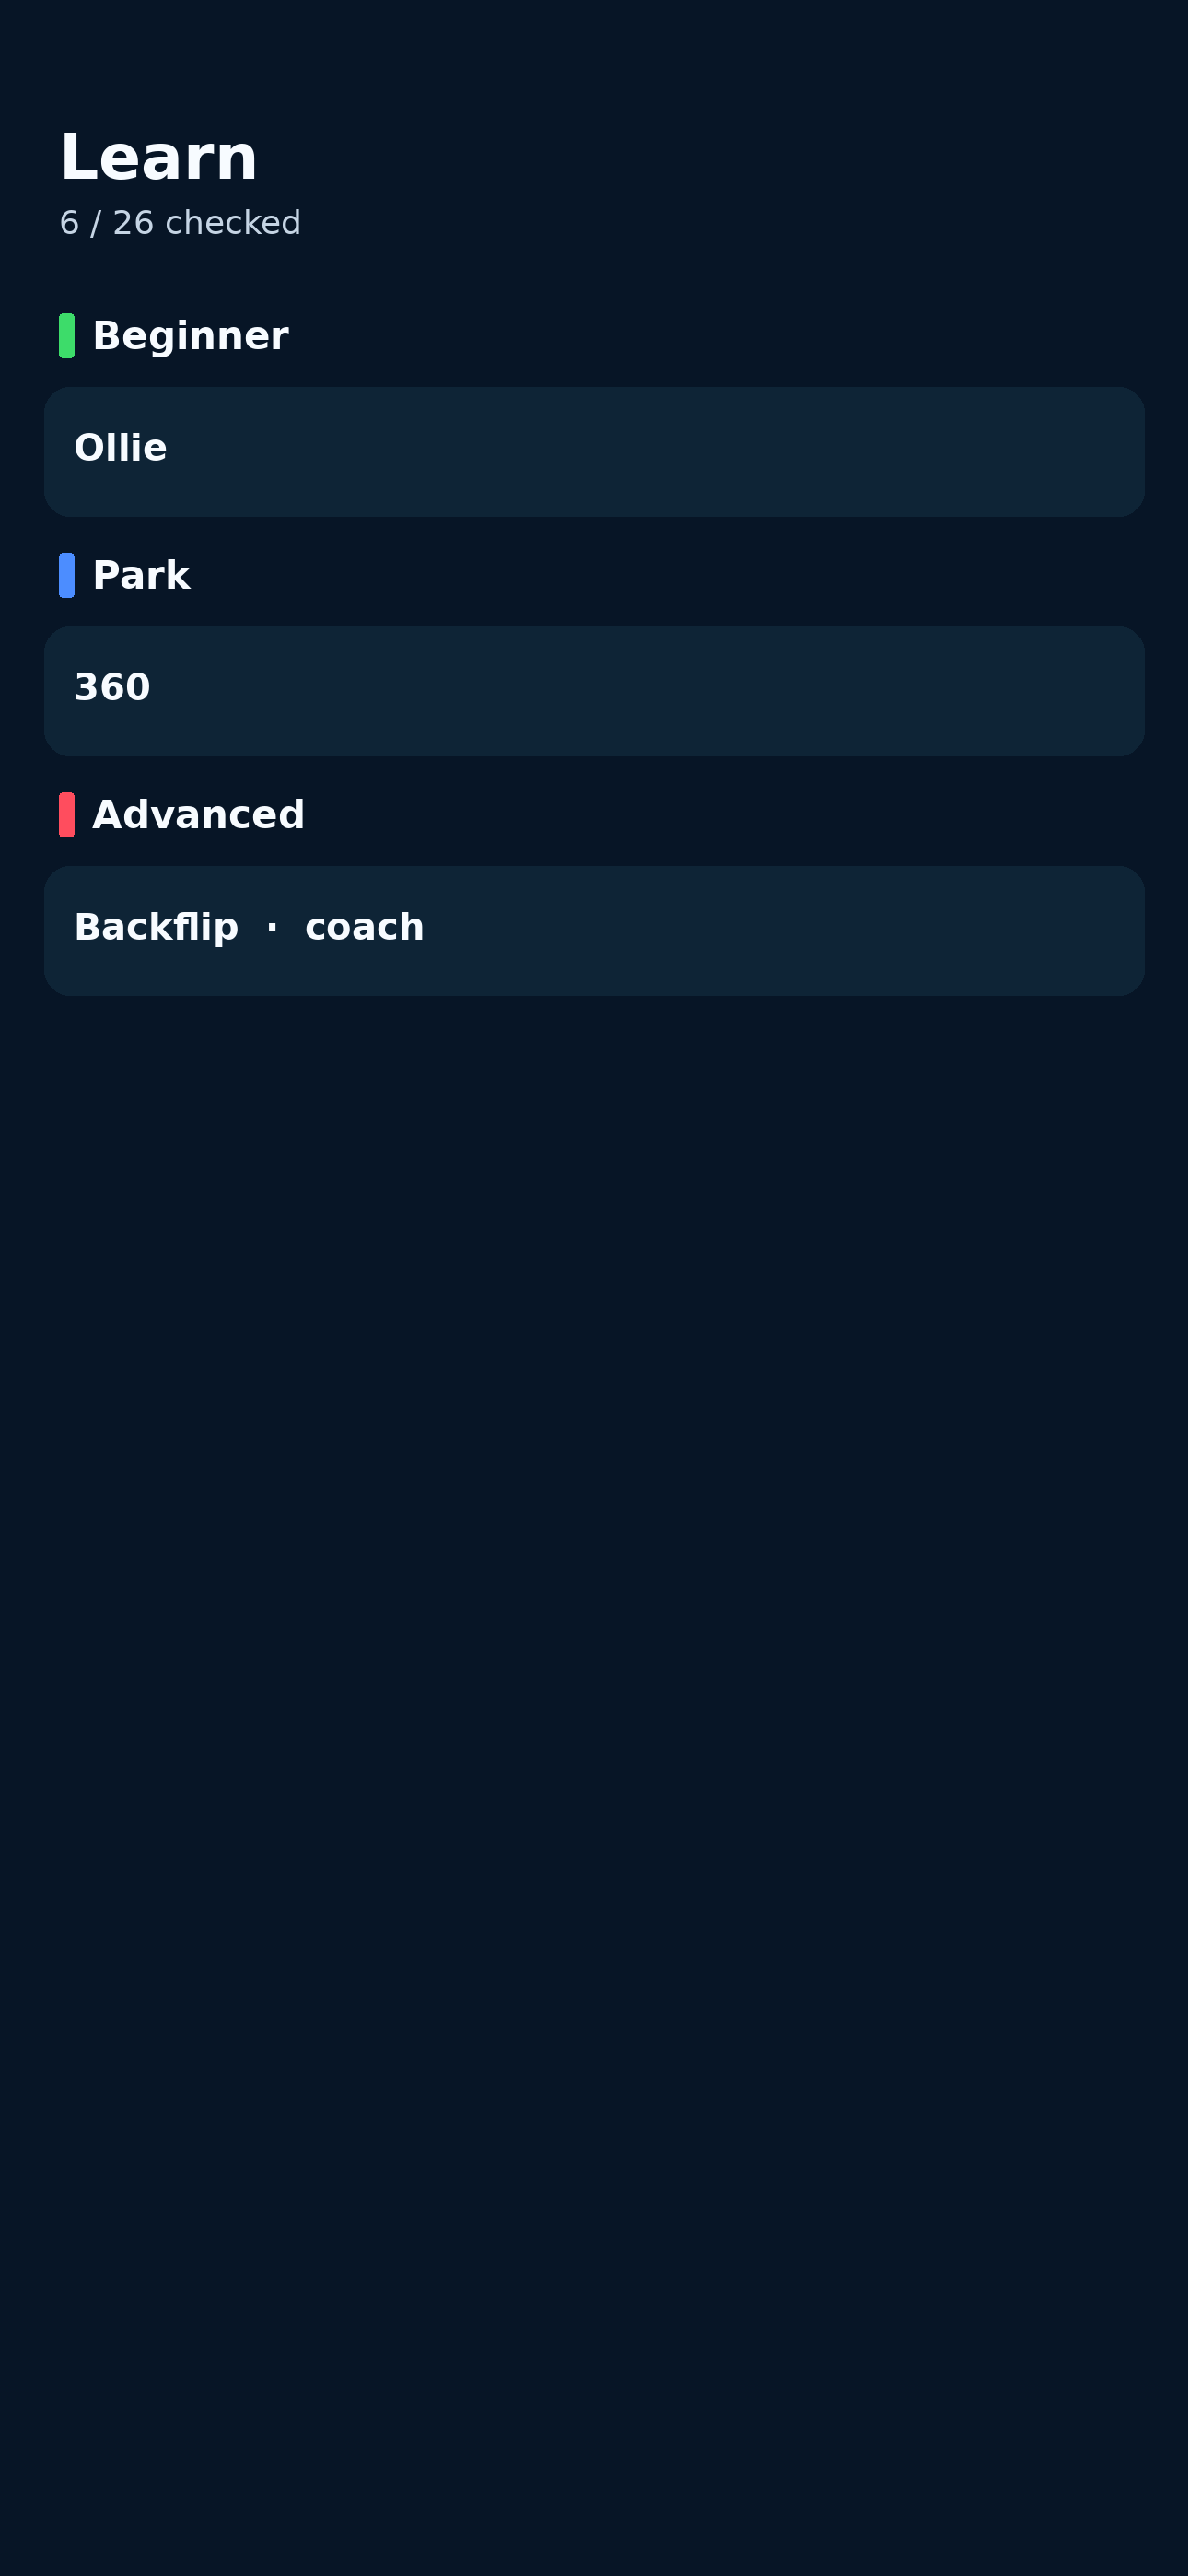 Learn
6 / 26 checked
Beginner
Ollie
Park
360
Advanced
Backflip · coach